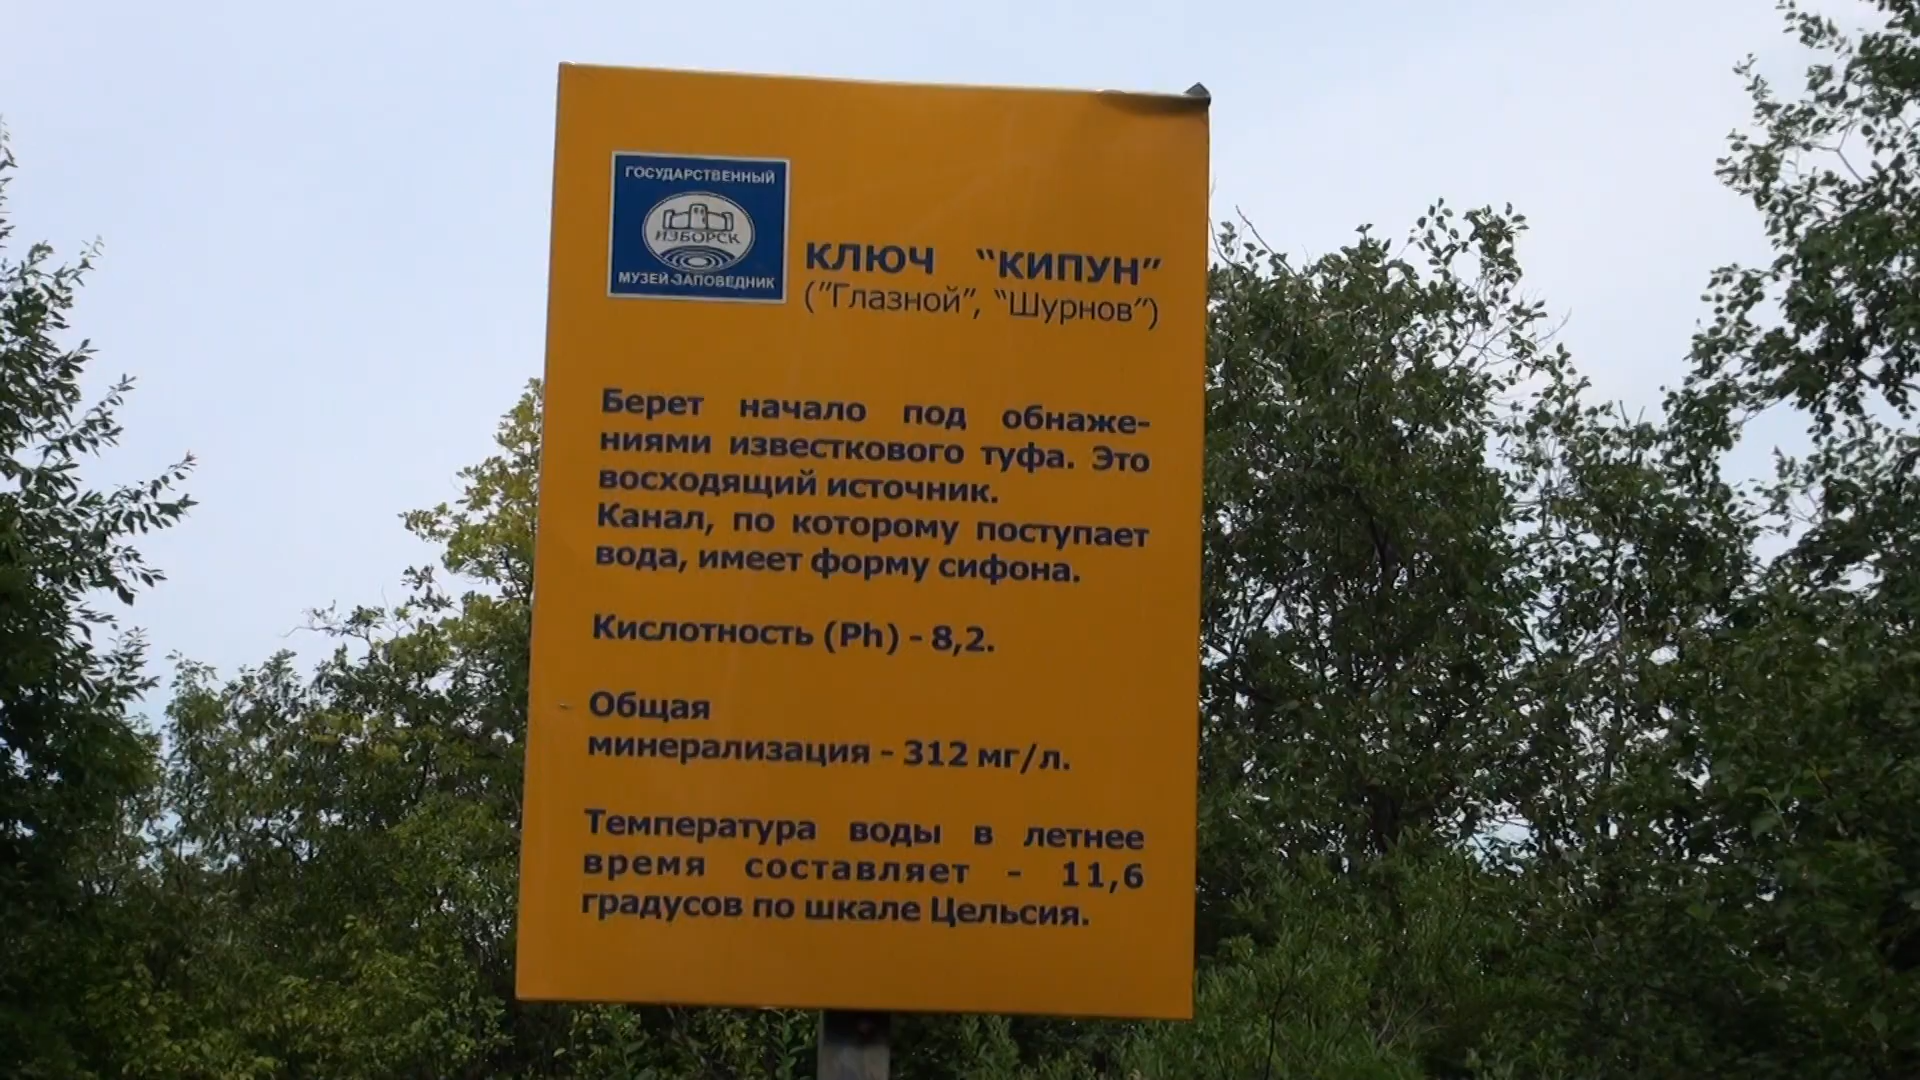 ГОСУДАРСТВЕННЫЙ
ИЗБОРСК
МУЗЕЙ-ЗАПОВЕДНИК
КЛЮЧ “КИПУН”
(”Глазной”, “Шурнов”)
Берет начало под обнаже-
ниями известкового туфа. Это
восходящий источник.
Канал, по которому поступает
вода, имеет форму сифона.
Кислотность (Ph) - 8,2.
Общая
минерализация - 312 мг/л.
Температура воды в летнее
время составляет - 11,6
градусов по шкале Цельсия.